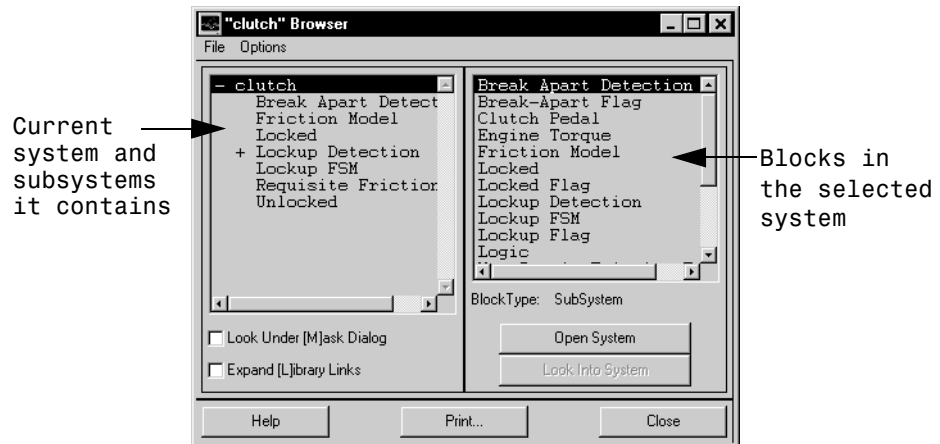 "clutch" Browser
File Options
− clutch
Break Apart Detect
Friction Model
Locked
+ Lockup Detection
Lockup FSM
Requisite Friction
Unlocked
Look Under [M]ask Dialog
Expand [L]ibrary Links
Break Apart Detection
Break-Apart Flag
Clutch Pedal
Engine Torque
Friction Model
Locked
Locked Flag
Lockup Detection
Lockup FSM
Lockup Flag
Logic
BlockType: SubSystem
Open System
Look Into System
Help
Print...
Close
Current
system and
subsystems
it contains
Blocks in
the selected
system